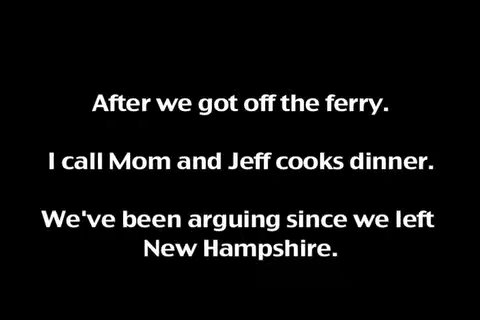 After we got off the ferry.
I call Mom and Jeff cooks dinner.
We've been arguing since we left
New Hampshire.